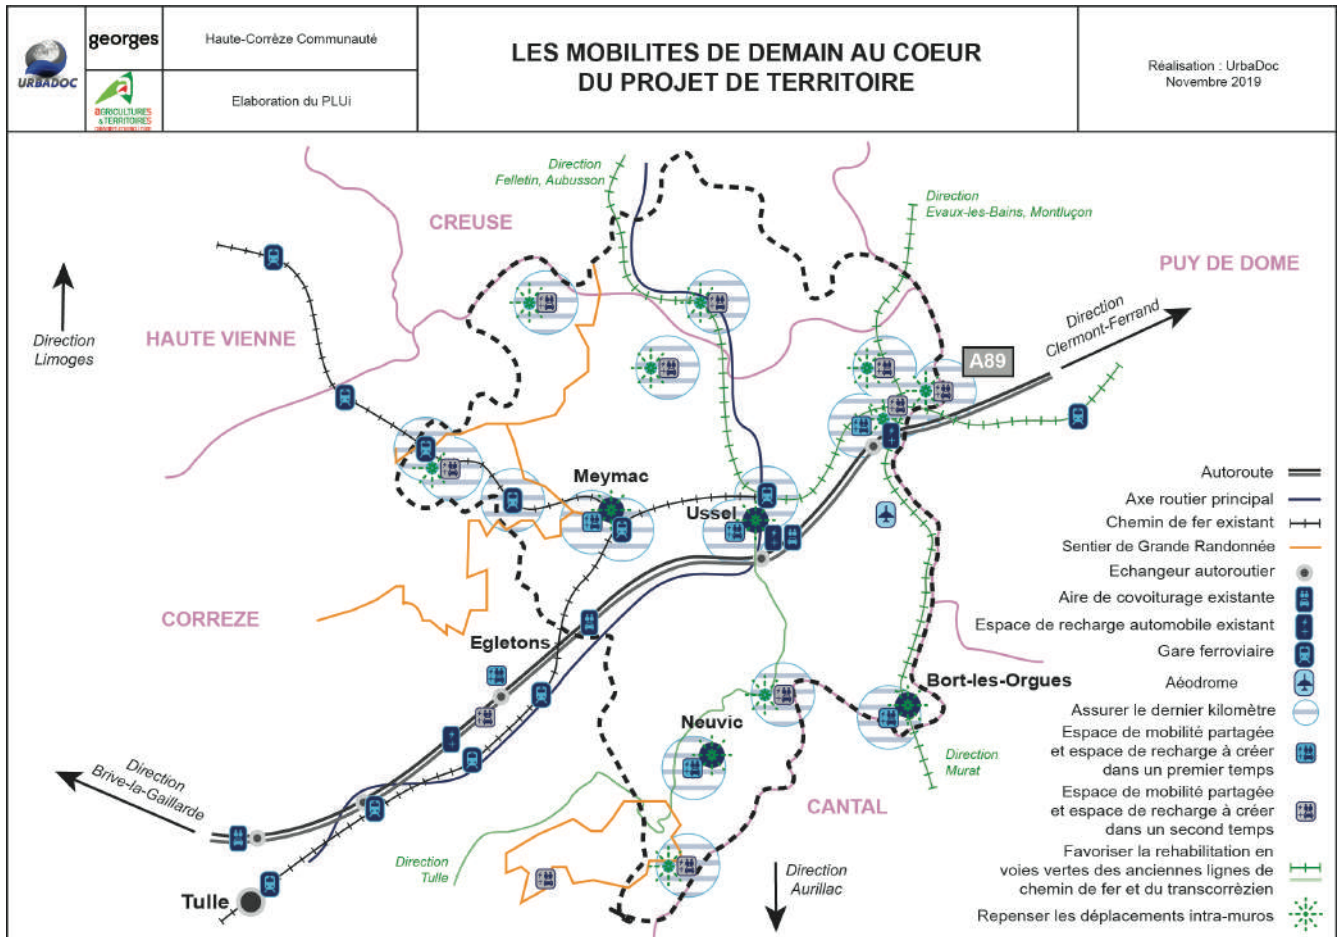 URBADOC
georges
AGRICULTURES
& TERRITOIRES
Haute-Corrèze Communauté
Elaboration du PLUi
LES MOBILITES DE DEMAIN AU COEUR
DU PROJET DE TERRITOIRE
Réalisation : UrbaDoc
Novembre 2019
Direction
Felletin, Aubusson
Direction
Evaux-les-Bains, Montluçon
CREUSE
PUY DE DOME
Direction
Limoges
HAUTE VIENNE
Direction
Clermont-Ferrand
A89
Meymac
Ussel
CORREZE
Egletons
Bort-les-Orgues
Neuvic
Direction
Murat
Direction
Brive-la-Gaillarde
CANTAL
Direction
Tulle
Direction
Aurillac
Tulle
Autoroute
Axe routier principal
Chemin de fer existant
Sentier de Grande Randonnée
Echangeur autoroutier
Aire de covoiturage existante
Espace de recharge automobile existant
Gare ferroviaire
Aéodrome
Assurer le dernier kilomètre
Espace de mobilité partagée
et espace de recharge à créer
dans un premier temps
Espace de mobilité partagée
et espace de recharge à créer
dans un second temps
Favoriser la rehabilitation en
voies vertes des anciennes lignes de
chemin de fer et du transcorrèzien
Repenser les déplacements intra-muros